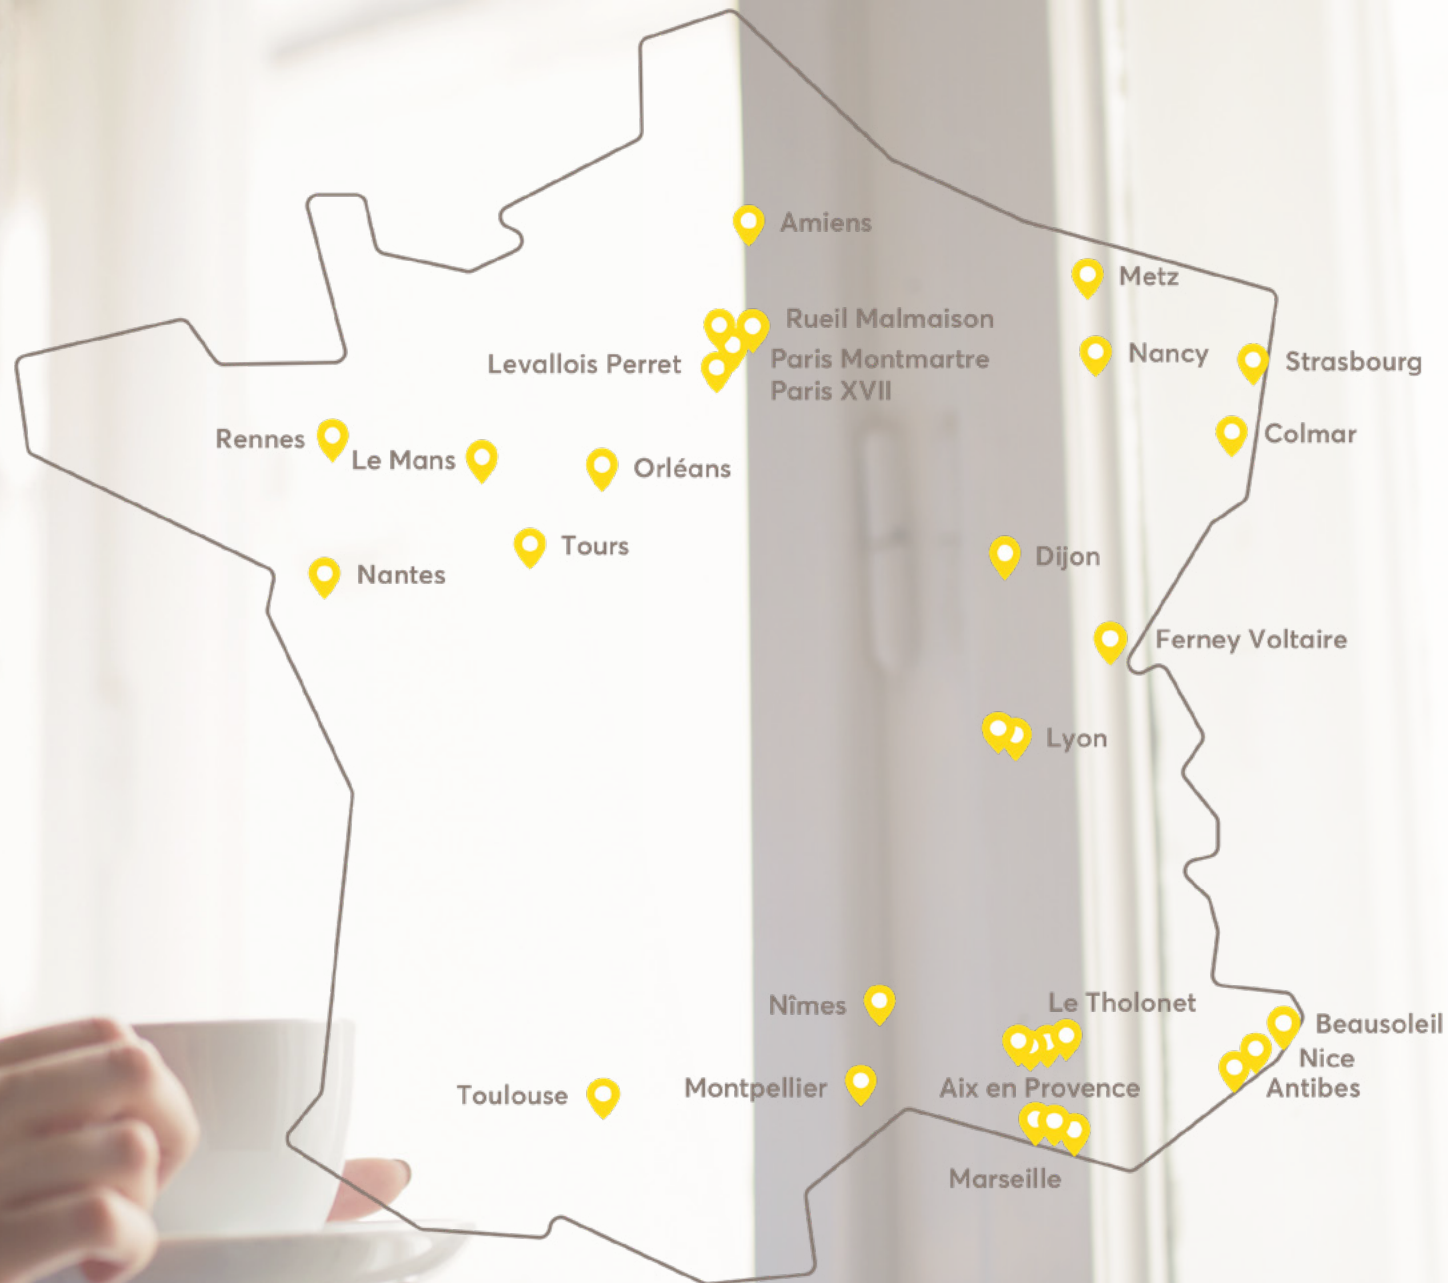 Amiens
Metz
Rueil Malmaison
Nancy
Levallois Perret
Paris Montmartre
Strasbourg
Paris XVII
Rennes
Colmar
Le Mans
Orléans
Tours
Dijon
Nantes
Ferney Voltaire
Lyon
Nîmes
Le Tholonet
Beausoleil
Nice
Toulouse
Montpellier
Aix en Provence
Antibes
Marseille